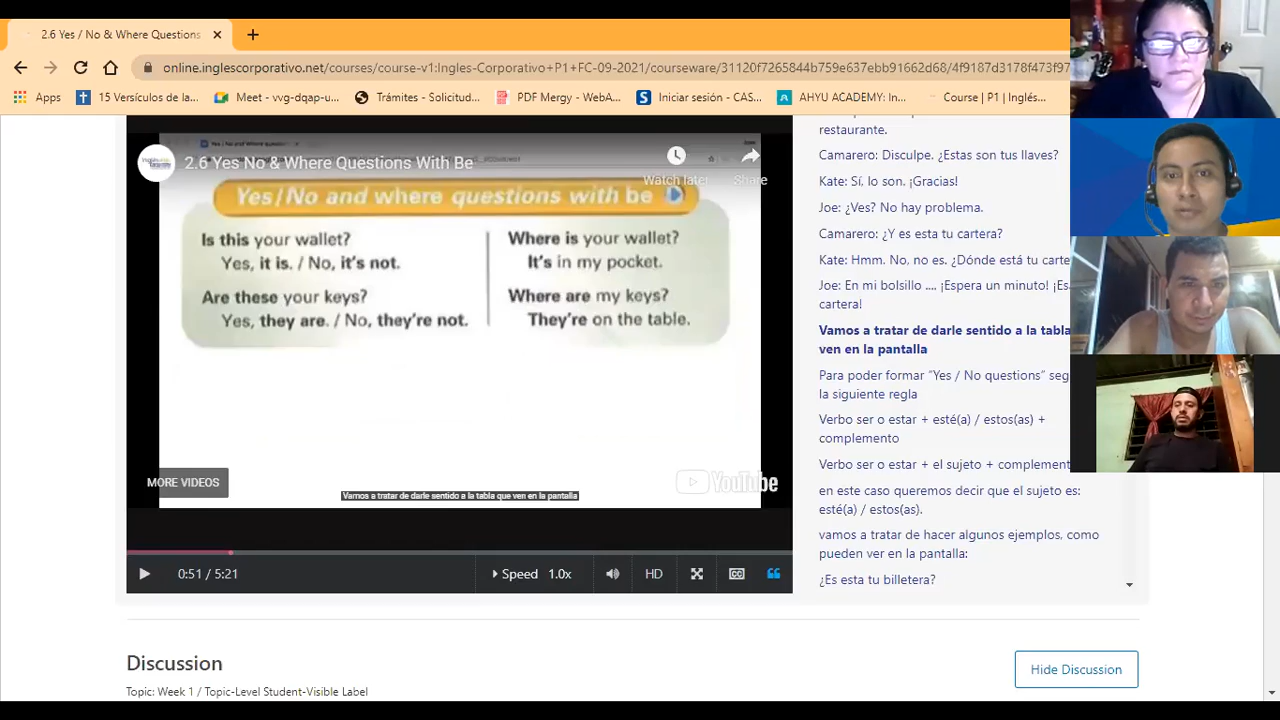 2.6 Yes / No & Where Questions
online.inglescorporativo.net/courses/course-v1:Ingles-Corporativo+P1+FC-09-2021/courseware/31120f7265844b759e637ebb91662d68/4f9187d3178f473f97
Apps
15 Versículos de la...
Meet - vvg-dqap-u...
Trámites - Solicitud...
PDF Mergy - WebA...
Iniciar sesión - CAS...
AHYU ACADEMY: In...
Course | P1 | Inglés...
2.6 Yes No & Where Questions With Be
Watch later
Share
Yes/No and where questions with be
Is this your wallet?
Yes, it is. / No, it's not.
Are these your keys?
Yes, they are. / No, they're not.
Where is your wallet?
It's in my pocket.
Where are my keys?
They're on the table.
MORE VIDEOS
YouTube
Vamos a tratar de darle sentido a la tabla que ven en la pantalla
0:51 / 5:21
Speed 1.0x
HD
restaurante.
Camarero: Disculpe. ¿Estas son tus llaves?
Kate: Sí, lo son. ¡Gracias!
Joe: ¿Ves? No hay problema.
Camarero: ¿Y es esta tu cartera?
Kate: Hmm. No, no es. ¿Dónde está tu carte
Joe: En mi bolsillo .... ¡Espera un minuto! ¡Es
cartera!
Vamos a tratar de darle sentido a la tabla
ven en la pantalla
Para poder formar “Yes / No questions” seg
la siguiente regla
Verbo ser o estar + esté(a) / estos(as) +
complemento
Verbo ser o estar + el sujeto + complement
en este caso queremos decir que el sujeto es:
esté(a) / estos(as).
vamos a tratar de hacer algunos ejemplos, como
pueden ver en la pantalla:
¿Es esta tu billetera?
Discussion
Hide Discussion
Topic: Week 1 / Topic-Level Student-Visible Label